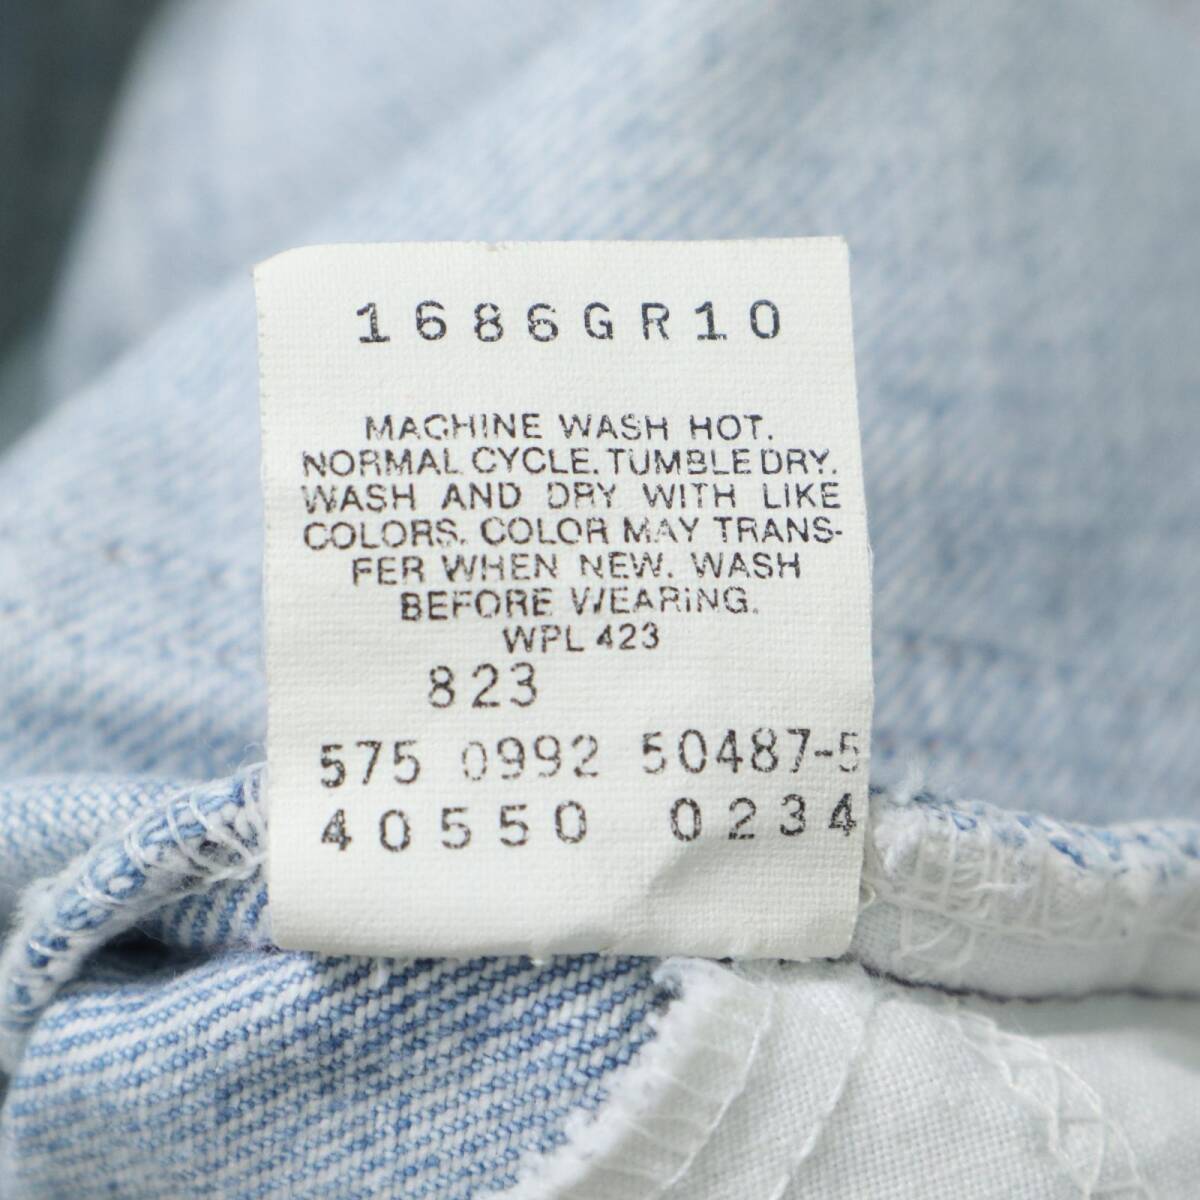 1686GR10
MACHINE WASH HOT.
NORMAL CYCLE. TUMBLE DRY.
WASH AND DRY WITH LIKE
COLORS. COLOR MAY TRANS-
FER WHEN NEW. WASH
BEFORE WEARING.
WPL 423
823
575 0992 50487-5
40550 0234